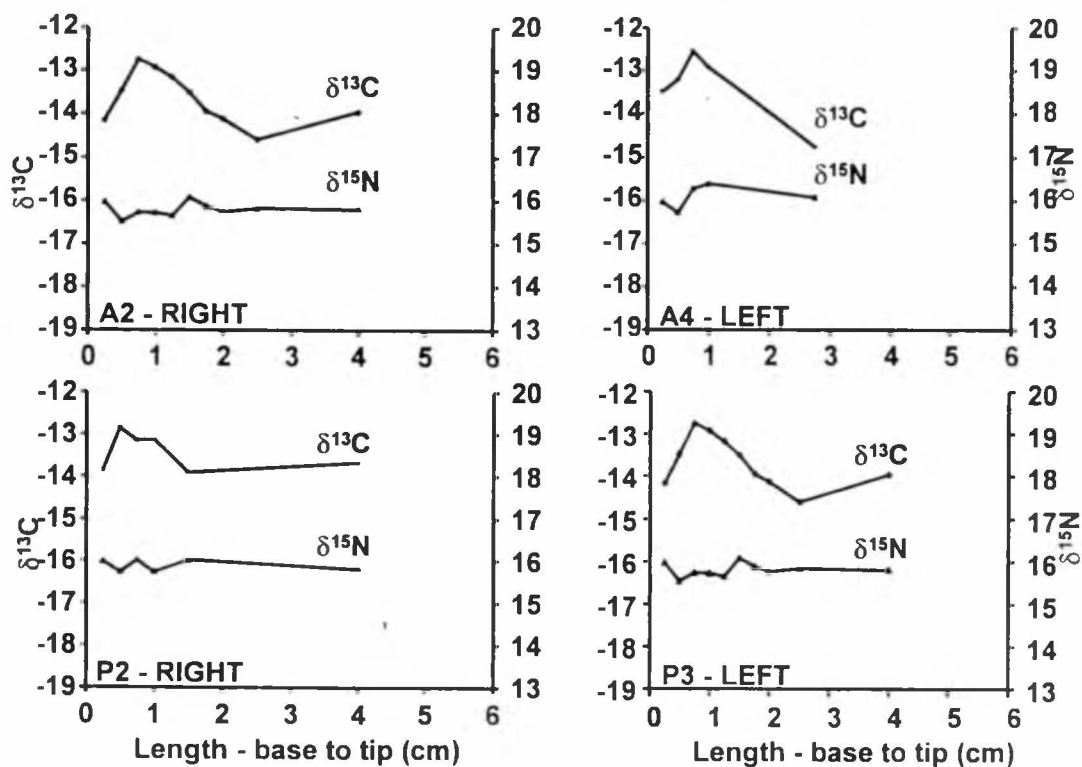 -12
-13
-14
-15
-16
-17
-18
-19
δ¹³C
20
19
18
17
16
15
14
13
δ¹³C
δ¹⁵N
A2 - RIGHT
0 1 2 3 4 5 6
-12
-13
-14
-15
-16
-17
-18
-19
20
19
18
17
16
15
14
13
δ¹⁵N
δ¹³C
δ¹⁵N
A4 - LEFT
0 1 2 3 4 5 6
-12
-13
-14
-15
-16
-17
-18
-19
δ¹³C
20
19
18
17
16
15
14
13
δ¹³C
δ¹⁵N
P2 - RIGHT
0 1 2 3 4 5 6
Length - base to tip (cm)
-12
-13
-14
-15
-16
-17
-18
-19
20
19
18
17
16
15
14
13
δ¹⁵N
δ¹³C
δ¹⁵N
P3 - LEFT
0 1 2 3 4 5 6
Length - base to tip (cm)